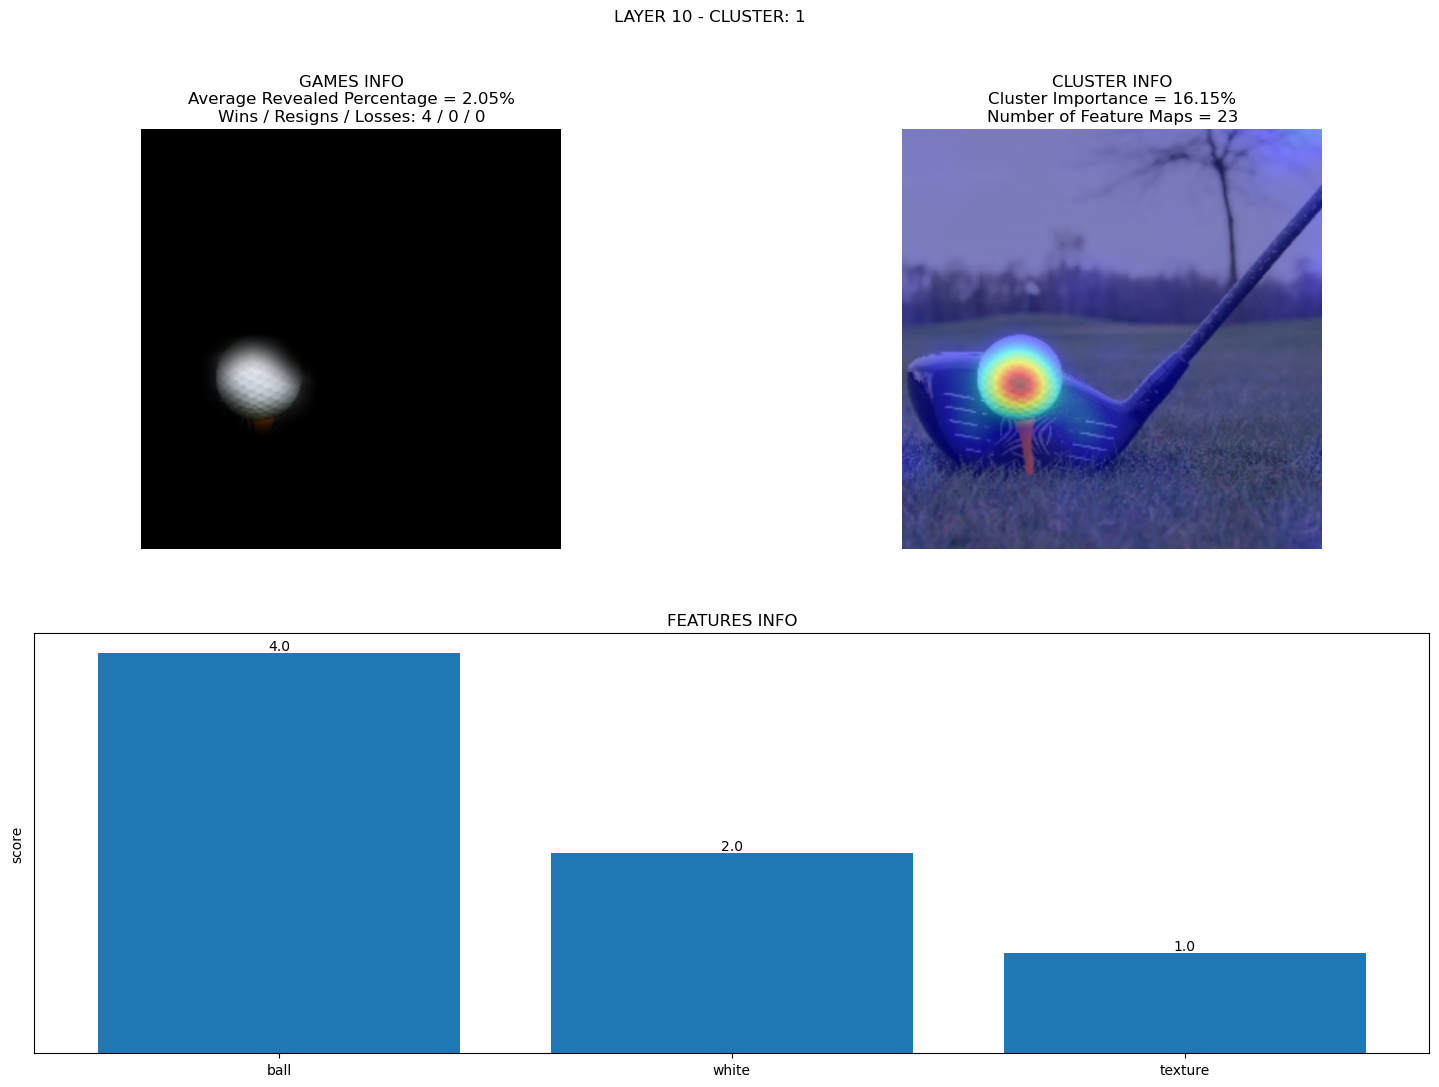 LAYER 10 - CLUSTER: 1
GAMES INFO
Average Revealed Percentage = 2.05%
Wins / Resigns / Losses: 4 / 0 / 0
CLUSTER INFO
Cluster Importance = 16.15%
Number of Feature Maps = 23
FEATURES INFO
score
4.0
2.0
1.0
ball
white
texture